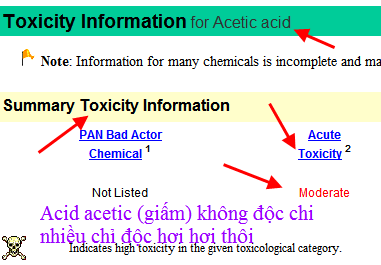 Toxicity Information for Acetic acid
Note: Information for many chemicals is incomplete and ma
Summary Toxicity Information
PAN Bad Actor Chemical 1
Acute Toxicity 2
Not Listed
Moderate
Acid acetic (giấm) không độc chi
nhiều chỉ độc hơi hơi thôi
Indicates high toxicity in the given toxicological category.